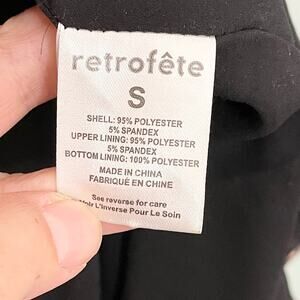 retrofête
S
SHELL: 95% POLYESTER
5% SPANDEX
UPPER LINING: 95% POLYESTER
5% SPANDEX
BOTTOM LINING: 100% POLYESTER
MADE IN CHINA
FABRIQUÉ EN CHINE
See reverse for care
Voir L'inverse Pour Le Soin